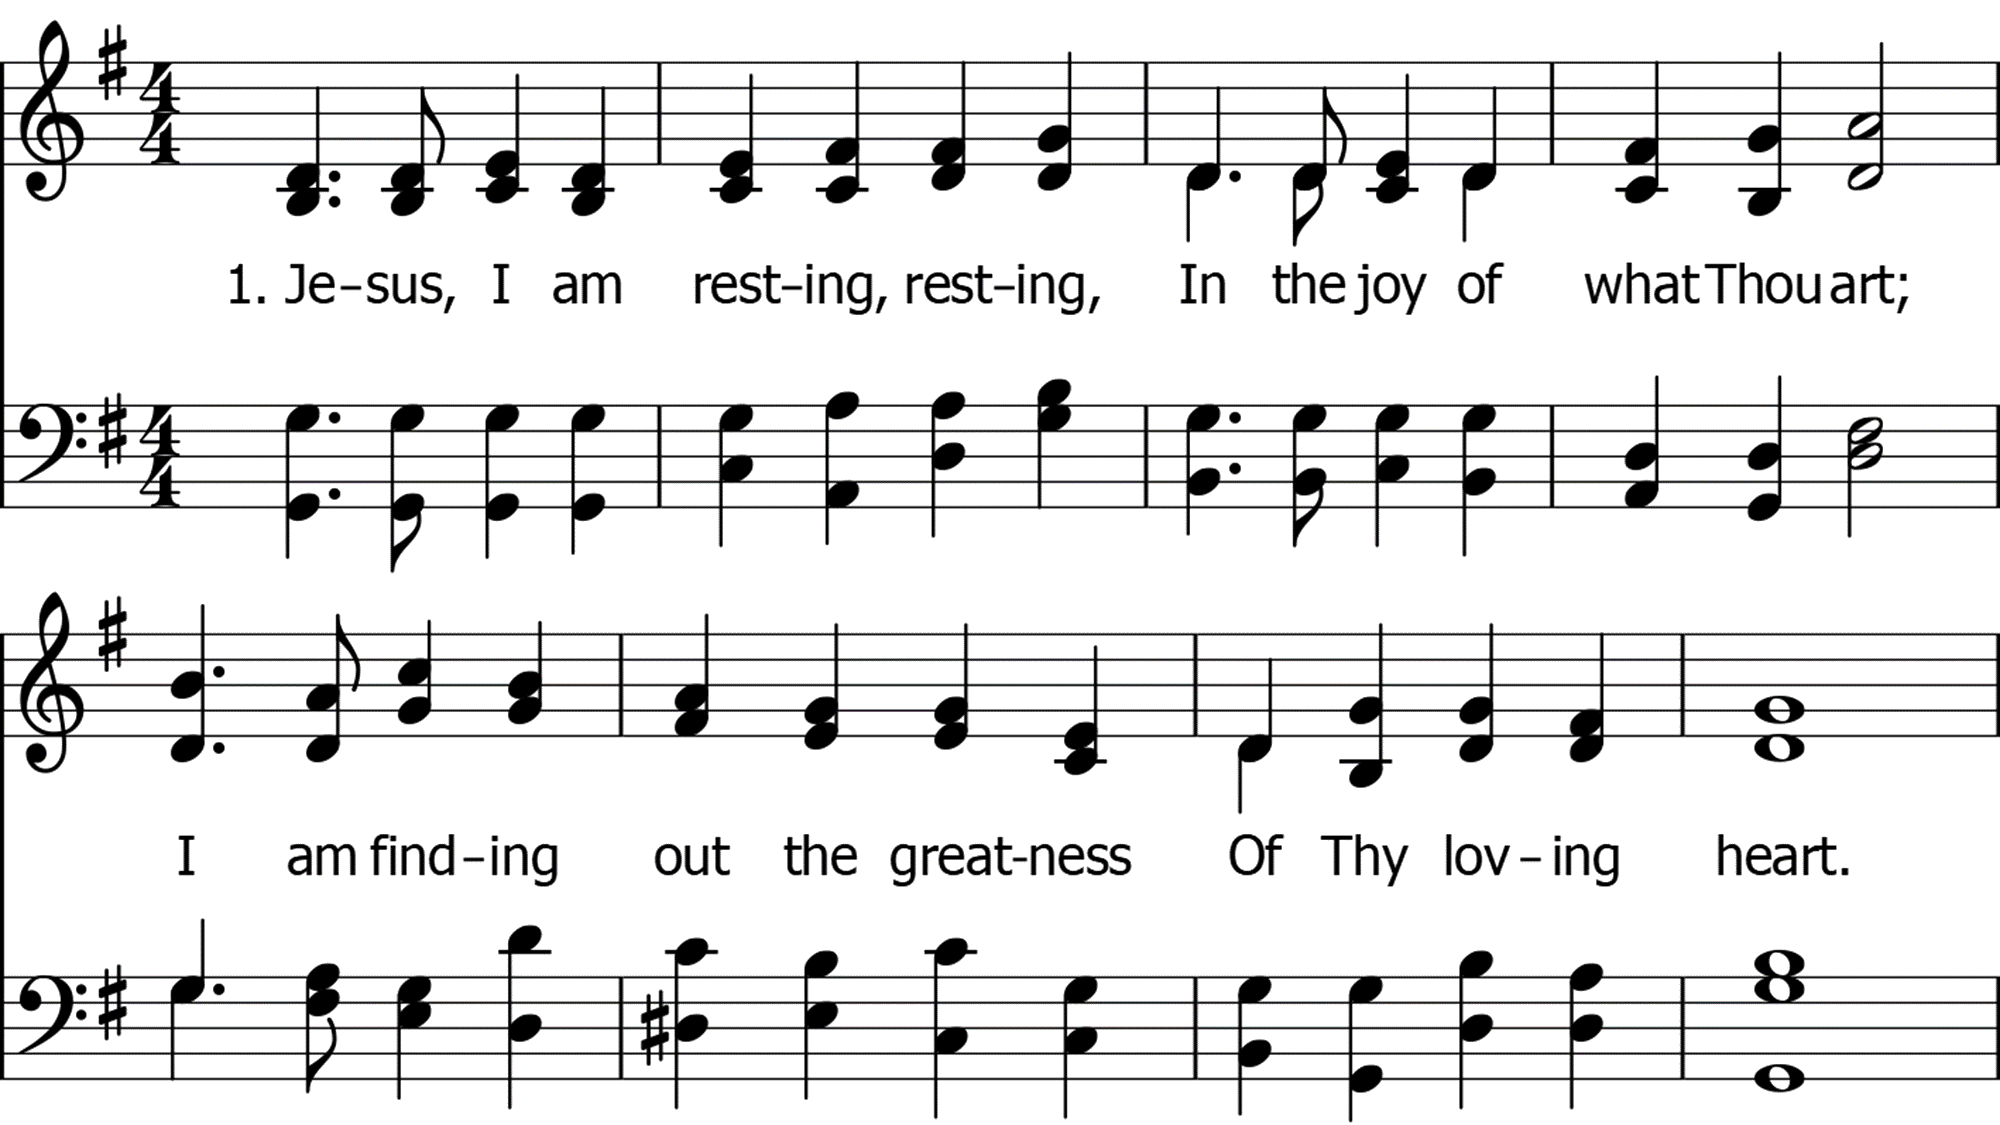 1. Je-sus, I am rest-ing, rest-ing, In the joy of what Thou art;
I am find-ing out the great-ness Of Thy lov-ing heart.